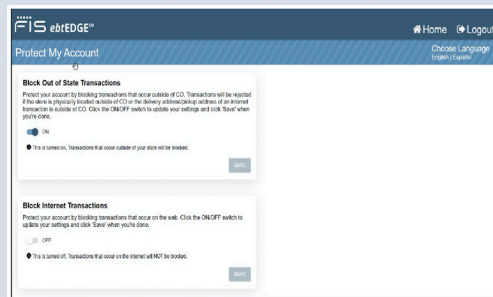 FIS ebtEDGE™
Home Logout
Protect My Account
Choose Language
English | Español
Block Out of State Transactions
Protect your account by blocking transactions that occur outside of CO. Transactions will be rejected
if the store is physically located outside of CO or the delivery address/pickup address of an internet
transaction is outside of CO. Click the ON/OFF switch to update your settings and click 'Save' when
you're done.
ON
This is turned on. Transactions that occur outside of your state will be blocked.
SAVE
Block Internet Transactions
Protect your account by blocking transactions that occur on the web. Click the ON/OFF switch to
update your settings and click 'Save' when you're done.
OFF
This is turned off. Transactions that occur on the internet will NOT be blocked.
SAVE